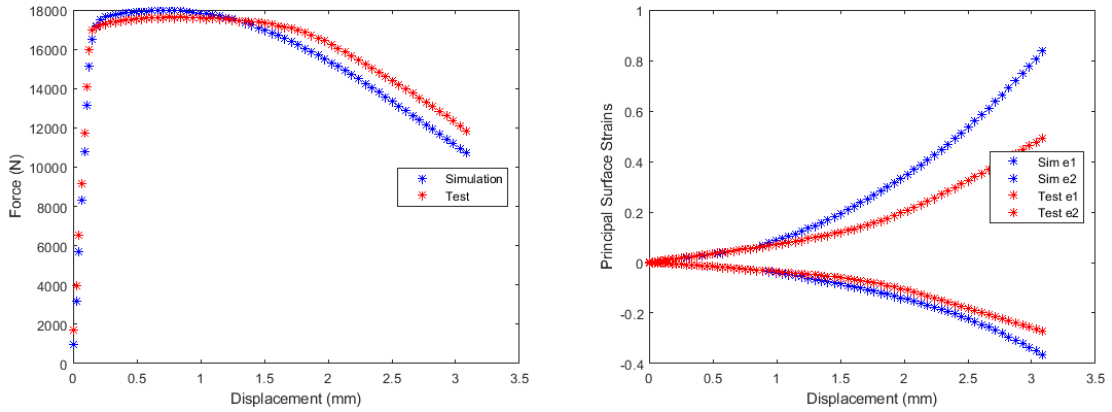 18000
16000
14000
12000
10000
8000
6000
4000
2000
0
Force (N)
Simulation
Test
0 0.5 1 1.5 2 2.5 3 3.5
Displacement (mm)
1
0.8
0.6
0.4
0.2
0
-0.2
-0.4
Principal Surface Strains
Sim e1
Sim e2
Test e1
Test e2
0 0.5 1 1.5 2 2.5 3 3.5
Displacement (mm)